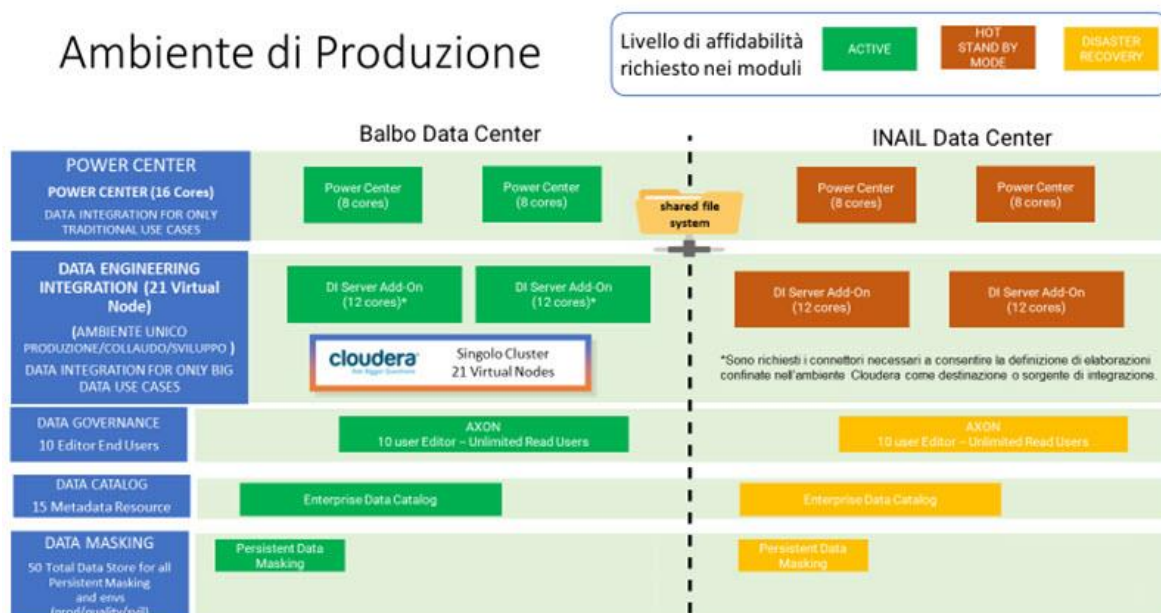 Ambiente di Produzione
Livello di affidabilità
richiesto nei moduli
ACTIVE
HOT
STAND BY
MODE
DISASTER
RECOVERY
Balbo Data Center
INAIL Data Center
POWER CENTER
POWER CENTER (16 Cores)
DATA INTEGRATION FOR ONLY
TRADITIONAL USE CASES
Power Center
(8 cores)
Power Center
(8 cores)
shared file
system
Power Center
(8 cores)
Power Center
(8 cores)
DATA ENGINEERING
INTEGRATION (21 Virtual
Node)
(AMBIENTE UNICO
PRODUZIONE/COLLAUDO/SVILUPPO )
DATA INTEGRATION FOR ONLY BIG
DATA USE CASES
DI Server Add-On
(12 cores)*
DI Server Add-On
(12 cores)*
cloudera
Singolo Cluster
21 Virtual Nodes
DI Server Add-On
(12 cores)
DI Server Add-On
(12 cores)
*Sono richiesti i connettori necessari a consentire la definizione di elaborazioni
confinate nell'ambiente Cloudera come destinazione o sorgente di integrazione.
DATA GOVERNANCE
10 Editor End Users
AXON
10 user Editor – Unlimited Read Users
AXON
10 user Editor – Unlimited Read Users
DATA CATALOG
15 Metadata Resource
Enterprise Data Catalog
Enterprise Data Catalog
DATA MASKING
50 Total Data Store for all
Persistent Masking
and envs
(prod/quality/svil)
Persistent Data
Masking
Persistent Data
Masking